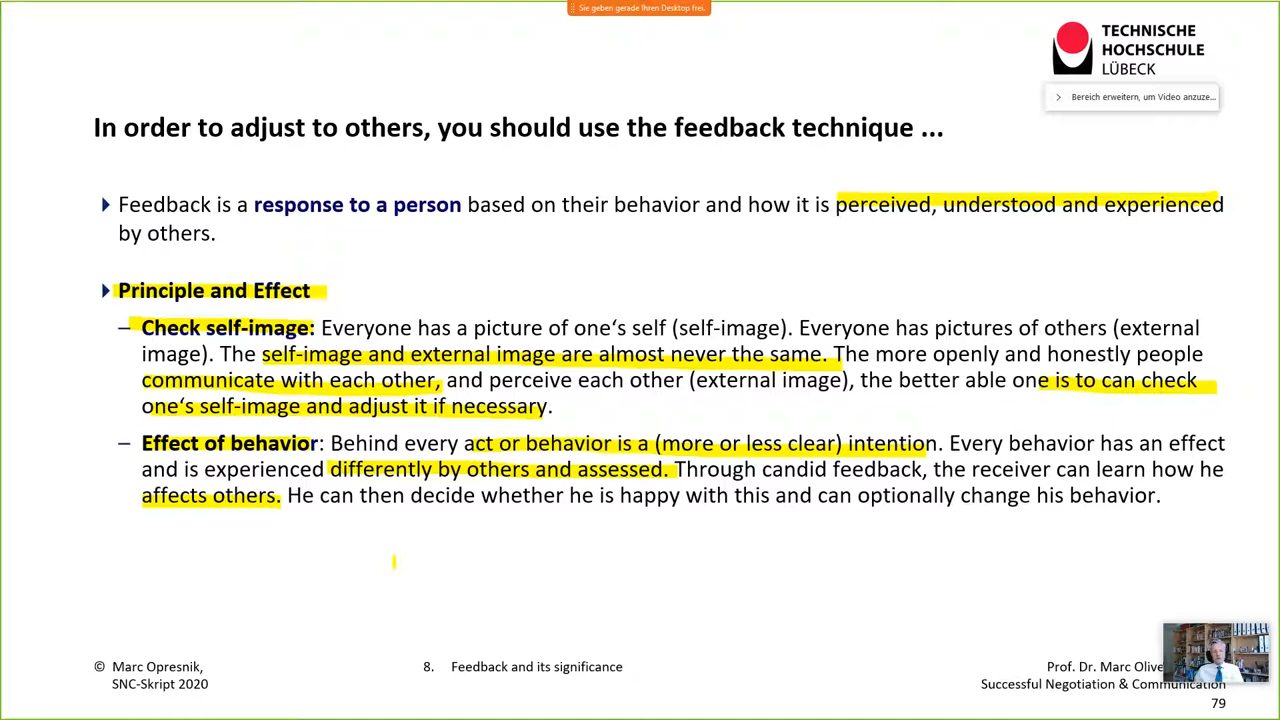 Sie geben gerade Ihren Desktop frei.
TECHNISCHE
HOCHSCHULE
LÜBECK
Bereich erweitern, um Video anzuze...
In order to adjust to others, you should use the feedback technique ...
Feedback is a response to a person based on their behavior and how it is perceived, understood and experienced
by others.
Principle and Effect
– Check self-image: Everyone has a picture of one‘s self (self-image). Everyone has pictures of others (external
image). The self-image and external image are almost never the same. The more openly and honestly people
communicate with each other, and perceive each other (external image), the better able one is to can check
one‘s self-image and adjust it if necessary.
– Effect of behavior: Behind every act or behavior is a (more or less clear) intention. Every behavior has an effect
and is experienced differently by others and assessed. Through candid feedback, the receiver can learn how he
affects others. He can then decide whether he is happy with this and can optionally change his behavior.
© Marc Opresnik,
SNC-Skript 2020
8. Feedback and its significance
Prof. Dr. Marc
Successful Negotiation & Communication
79